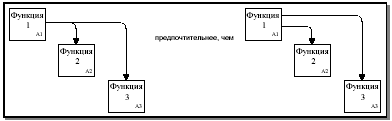 Функция
1
A1
Функция
2
A2
Функция
3
A3
предпочтительнее, чем
Функция
1
A1
Функция
2
A2
Функция
3
A3